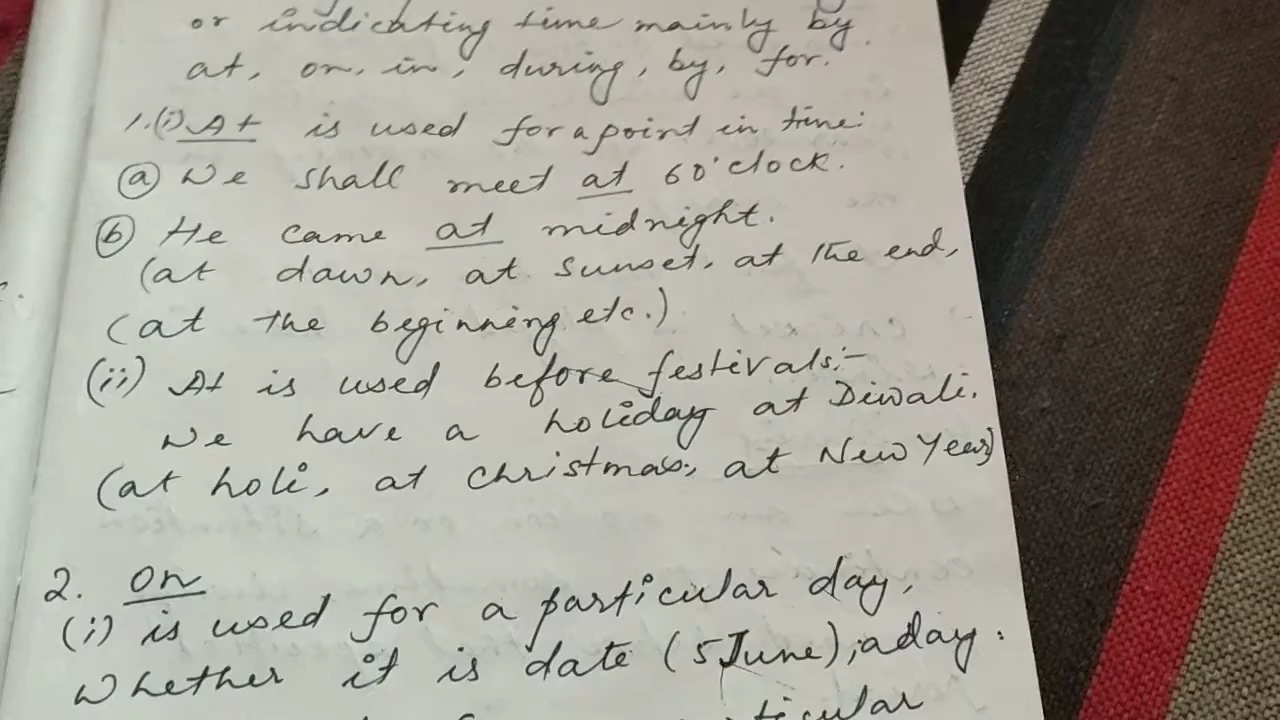 or indicating time mainly by
at, on, in, during, by, for.
1.(i) At is used for a point in time:
(a) We shall meet at 6 o'clock.
(b) He came at midnight.
(at dawn, at sunset, at the end,
(at the beginning etc.)
(ii) At is used before festivals:-
We have a holiday at Diwali.
(at holi, at christmas, at New Year)
2. on
(i) is used for a particular day,
Whether it is date (5 June), a day.